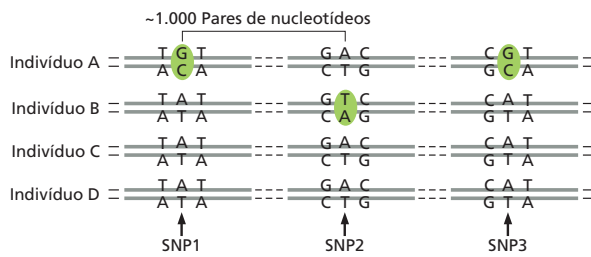 ~1.000 Pares de nucleotídeos
T G T G A C C G T
Indivíduo A
A C A C T G G C A
T A T G T C C A T
Indivíduo B
A T A C A G G T A
T A T G A C C A T
Indivíduo C
A T A C T G G T A
T A T G A C C A T
Indivíduo D
A T A C T G G T A
SNP1 SNP2 SNP3